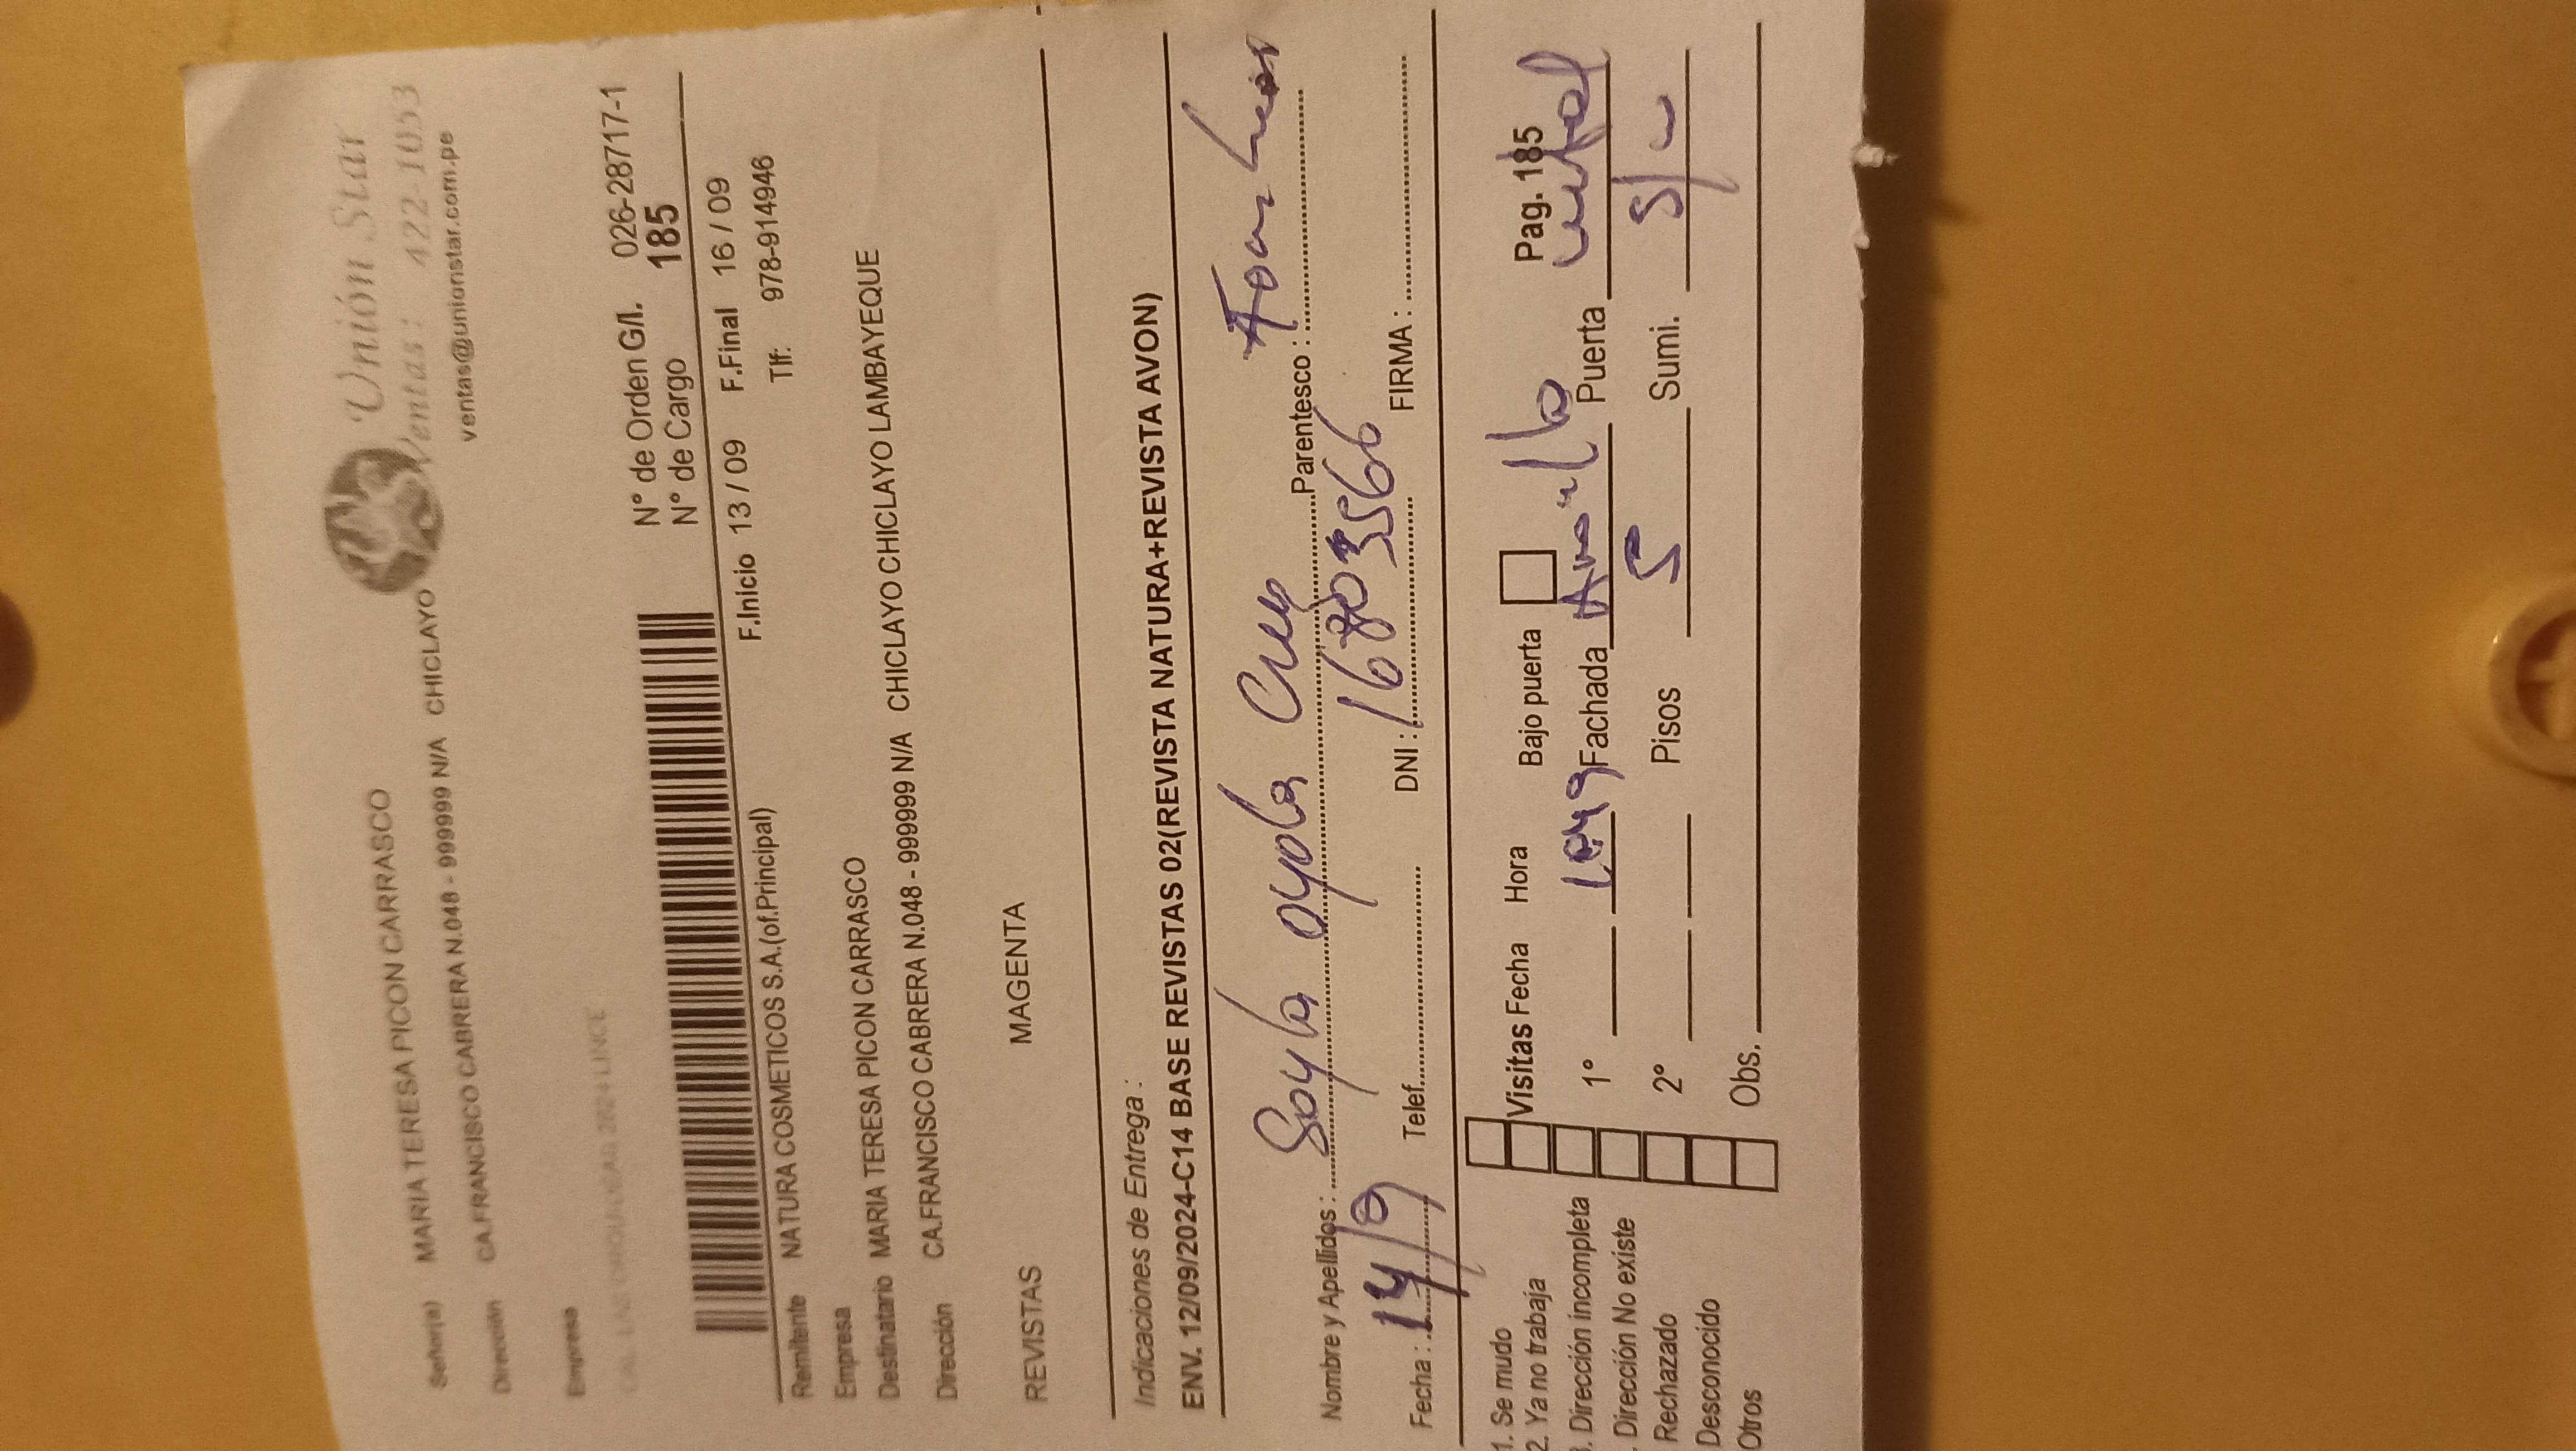 Unión Star
Ventas: 422-1053
ventas@unionstar.com.pe
Señor(a) MARIA TERESA PICON CARRASCO
Dirección CA.FRANCISCO CABRERA N.048 - 999999 N/A CHICLAYO
Empresa
N° de Orden G/I. 026-28717-1
N° de Cargo 185
F.Inicio 13 / 09 F.Final 16 / 09
Remitente NATURA COSMETICOS S.A.(of.Principal) Tlf: 978-914946
Empresa
Destinatario MARIA TERESA PICON CARRASCO
Dirección CA.FRANCISCO CABRERA N.048 - 999999 N/A CHICLAYO CHICLAYO LAMBAYEQUE
REVISTAS MAGENTA
Indicaciones de Entrega :
ENV. 12/09/2024-C14 BASE REVISTAS 02(REVISTA NATURA+REVISTA AVON)
Nombre y Apellidos : Soyla oyola Parentesco :
Fecha : 14/9 Telef. DNI : 16803566 FIRMA :
Pag. 185
1. Se mudo
2. Ya no trabaja
. Dirección incompleta
. Dirección No existe
Rechazado
Desconocido
Otros
Visitas Fecha Hora Bajo puerta
1° Fachada Amarillo Puerta
2° Pisos 5 Sumi. S/N
Obs.